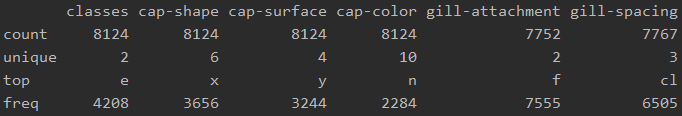 classes cap-shape cap-surface cap-color gill-attachment gill-spacing
count 8124 8124 8124 8124 7752 7767
unique 2 6 4 10 2 3
top e x y n f cl
freq 4208 3656 3244 2284 7555 6505